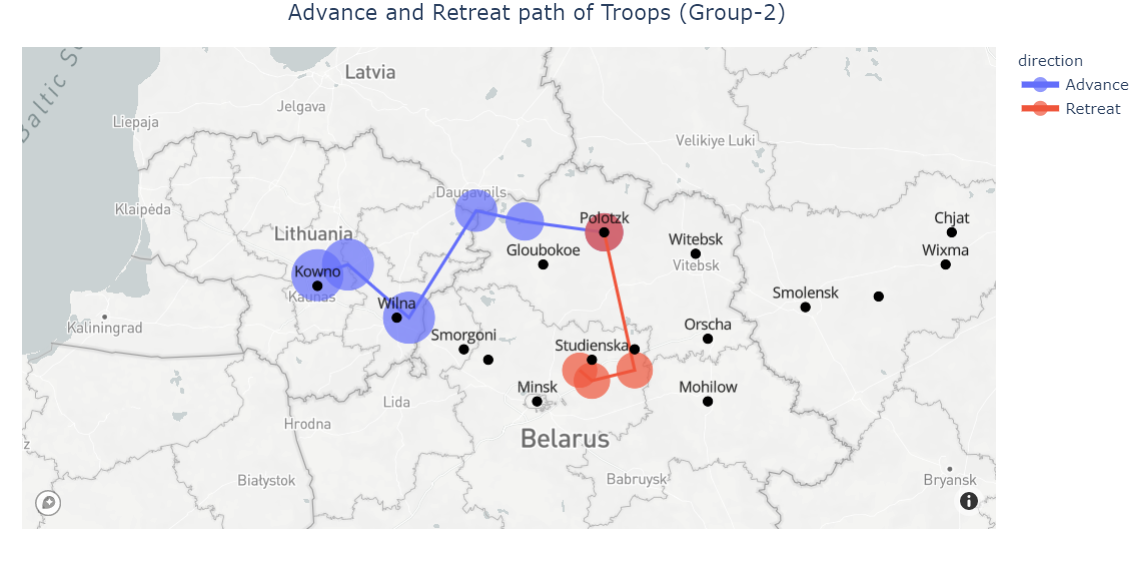 Advance and Retreat path of Troops (Group-2)
direction
Advance
Retreat
Latvia
Jelgava
Liepaja
Velikiye Luki
Daugavpils
Klaipėda
Polotzk
Chjat
Lithuania
Witebsk
Gloubokoe
Wixma
Vitebsk
Kowno
Kaunas
Smolensk
Wilna
Kaliningrad
Orscha
Smorgoni
Studienska
Minsk
Mohilow
Lida
Hrodna
Belarus
z
Białystok
Babruysk
Bryansk
i